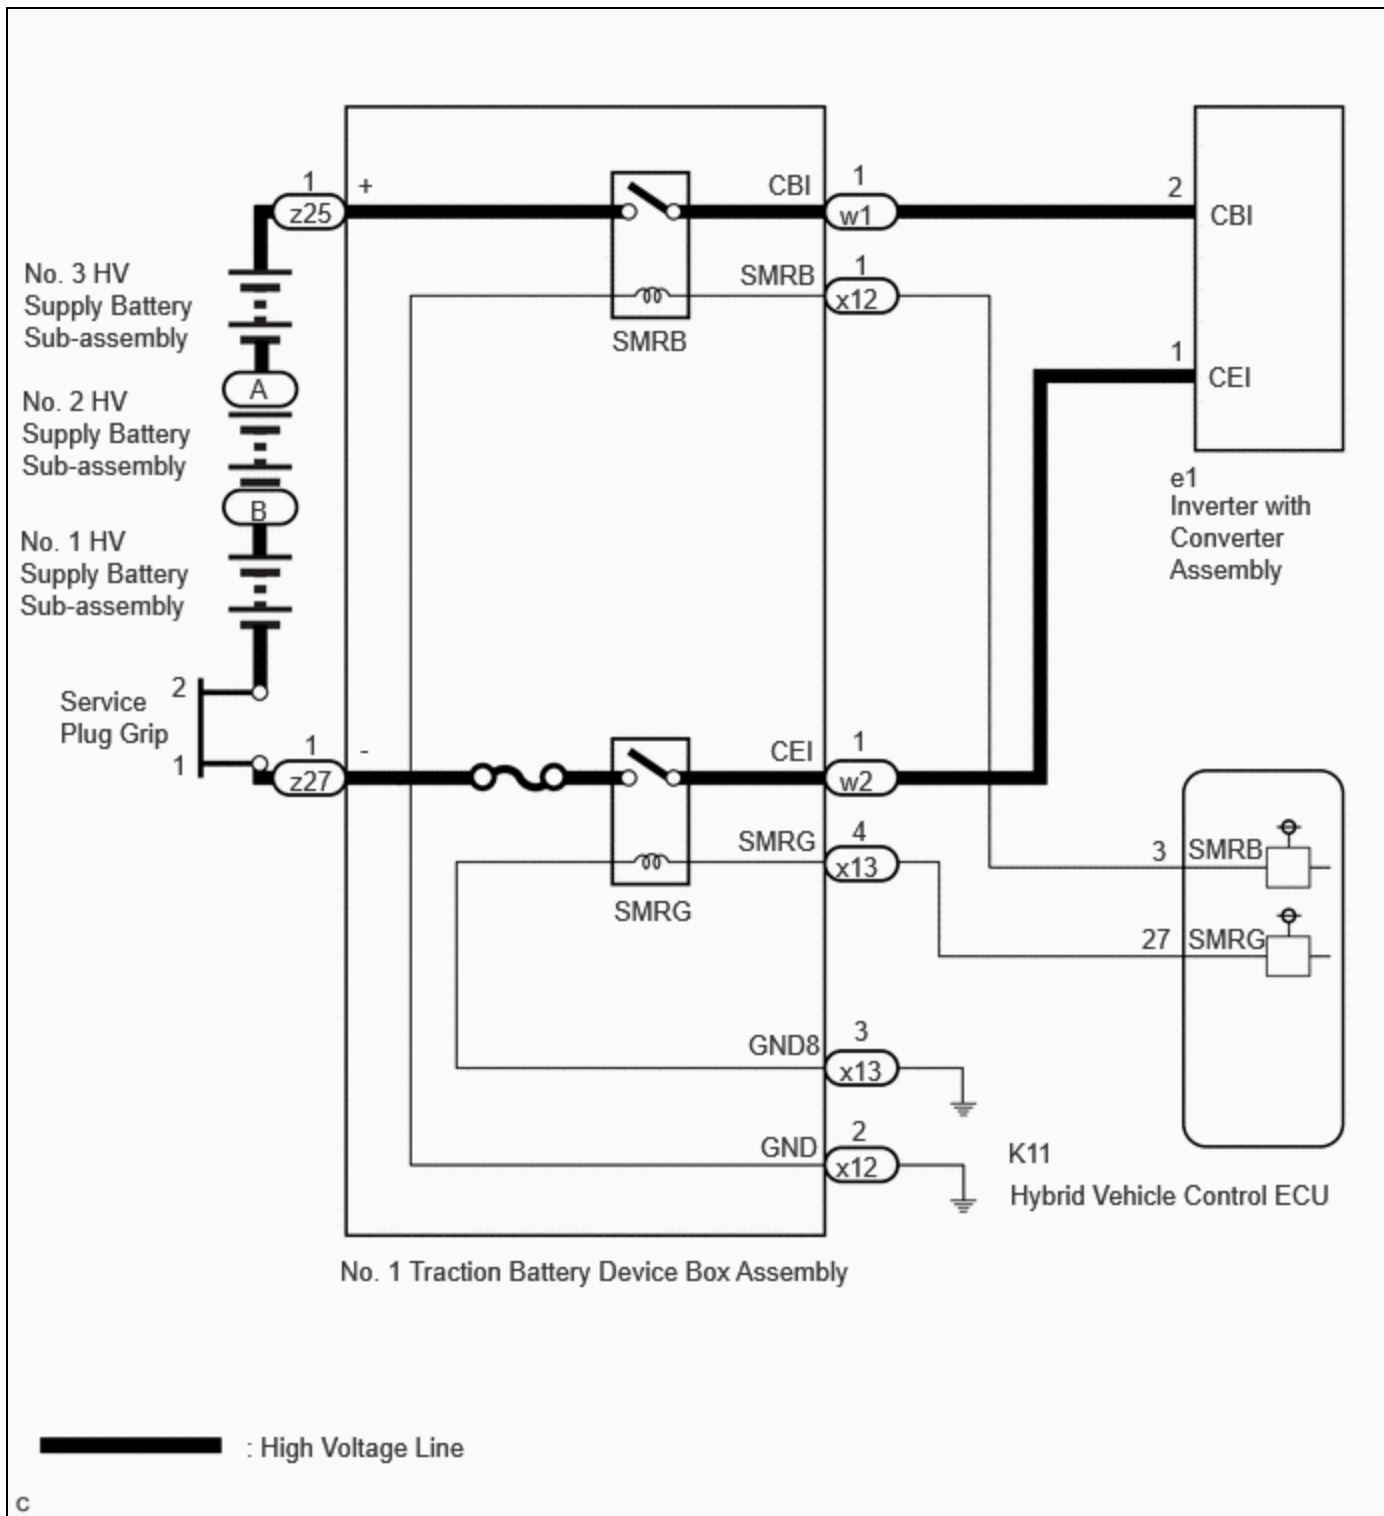 1
+
z25
CBI
1
w1
2
CBI
SMRB
1
x12
SMRB
No. 3 HV
Supply Battery
Sub-assembly
A
No. 2 HV
Supply Battery
Sub-assembly
B
No. 1 HV
Supply Battery
Sub-assembly
1
CEI
e1
Inverter with
Converter
Assembly
Service
Plug Grip
2
1
1
-
z27
CEI
1
w2
SMRG
4
x13
SMRG
3
SMRB
27
SMRG
GND8
3
x13
GND
2
x12
K11
Hybrid Vehicle Control ECU
No. 1 Traction Battery Device Box Assembly
: High Voltage Line
C